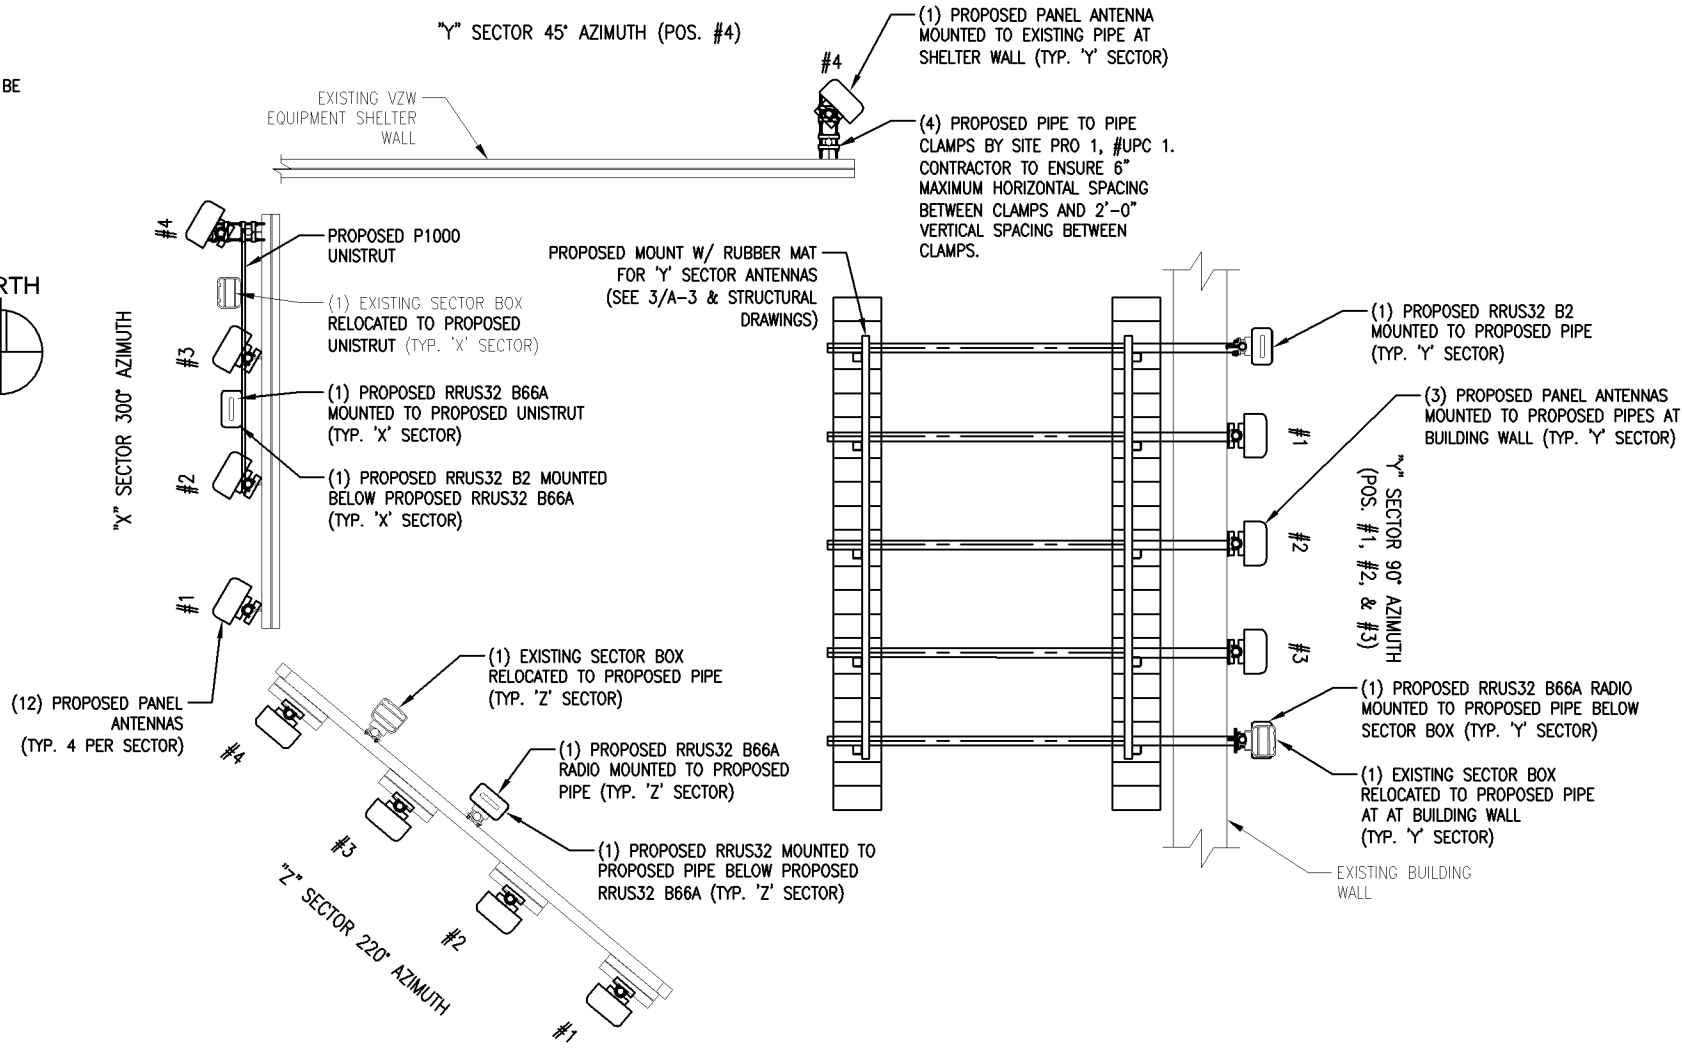 "Y" SECTOR 45° AZIMUTH (POS. #4)
(1) PROPOSED PANEL ANTENNA
MOUNTED TO EXISTING PIPE AT
SHELTER WALL (TYP. 'Y' SECTOR)
#4
BE
EXISTING VZW
EQUIPMENT SHELTER
WALL
(4) PROPOSED PIPE TO PIPE
CLAMPS BY SITE PRO 1, #UPC 1.
CONTRACTOR TO ENSURE 6"
MAXIMUM HORIZONTAL SPACING
BETWEEN CLAMPS AND 2'-0"
VERTICAL SPACING BETWEEN
CLAMPS.
#4
PROPOSED P1000
UNISTRUT
PROPOSED MOUNT W/ RUBBER MAT
FOR 'Y' SECTOR ANTENNAS
(SEE 3/A-3 & STRUCTURAL
DRAWINGS)
RTH
(1) EXISTING SECTOR BOX
RELOCATED TO PROPOSED
UNISTRUT (TYP. 'X' SECTOR)
#3
"X" SECTOR 300° AZIMUTH
(1) PROPOSED RRUS32 B66A
MOUNTED TO PROPOSED UNISTRUT
(TYP. 'X' SECTOR)
#2
(1) PROPOSED RRUS32 B2 MOUNTED
BELOW PROPOSED RRUS32 B66A
(TYP. 'X' SECTOR)
#1
(12) PROPOSED PANEL
ANTENNAS
(TYP. 4 PER SECTOR)
(1) PROPOSED RRUS32 B2
MOUNTED TO PROPOSED PIPE
(TYP. 'Y' SECTOR)
(3) PROPOSED PANEL ANTENNAS
MOUNTED TO PROPOSED PIPES AT
BUILDING WALL (TYP. 'Y' SECTOR)
#1
#2
#3
"Y" SECTOR 90° AZIMUTH
(POS. #1, #2, & #3)
(1) PROPOSED RRUS32 B66A RADIO
MOUNTED TO PROPOSED PIPE BELOW
SECTOR BOX (TYP. 'Y' SECTOR)
(1) EXISTING SECTOR BOX
RELOCATED TO PROPOSED PIPE
AT AT BUILDING WALL
(TYP. 'Y' SECTOR)
EXISTING BUILDING
WALL
(1) EXISTING SECTOR BOX
RELOCATED TO PROPOSED PIPE
(TYP. 'Z' SECTOR)
#4
(1) PROPOSED RRUS32 B66A
RADIO MOUNTED TO PROPOSED
PIPE (TYP. 'Z' SECTOR)
#3
(1) PROPOSED RRUS32 MOUNTED TO
PROPOSED PIPE BELOW PROPOSED
RRUS32 B66A (TYP. 'Z' SECTOR)
#2
"Z" SECTOR 220° AZIMUTH
#1